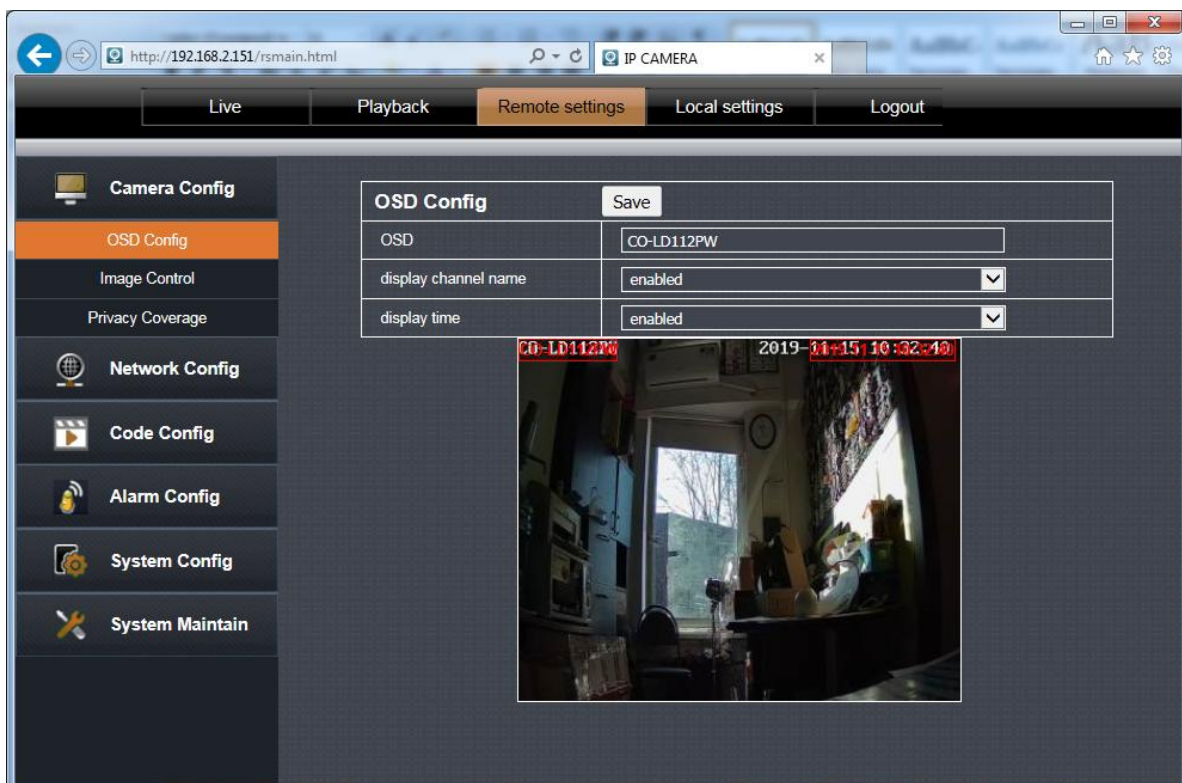 http://192.168.2.151/rsmain.html
IP CAMERA
Live
Playback
Remote settings
Local settings
Logout
Camera Config
OSD Config
Image Control
Privacy Coverage
Network Config
Code Config
Alarm Config
System Config
System Maintain
OSD Config
Save
OSD
CO-LD112PW
display channel name
enabled
display time
enabled
CO-LD112PW
2019-11-15 10:32:40